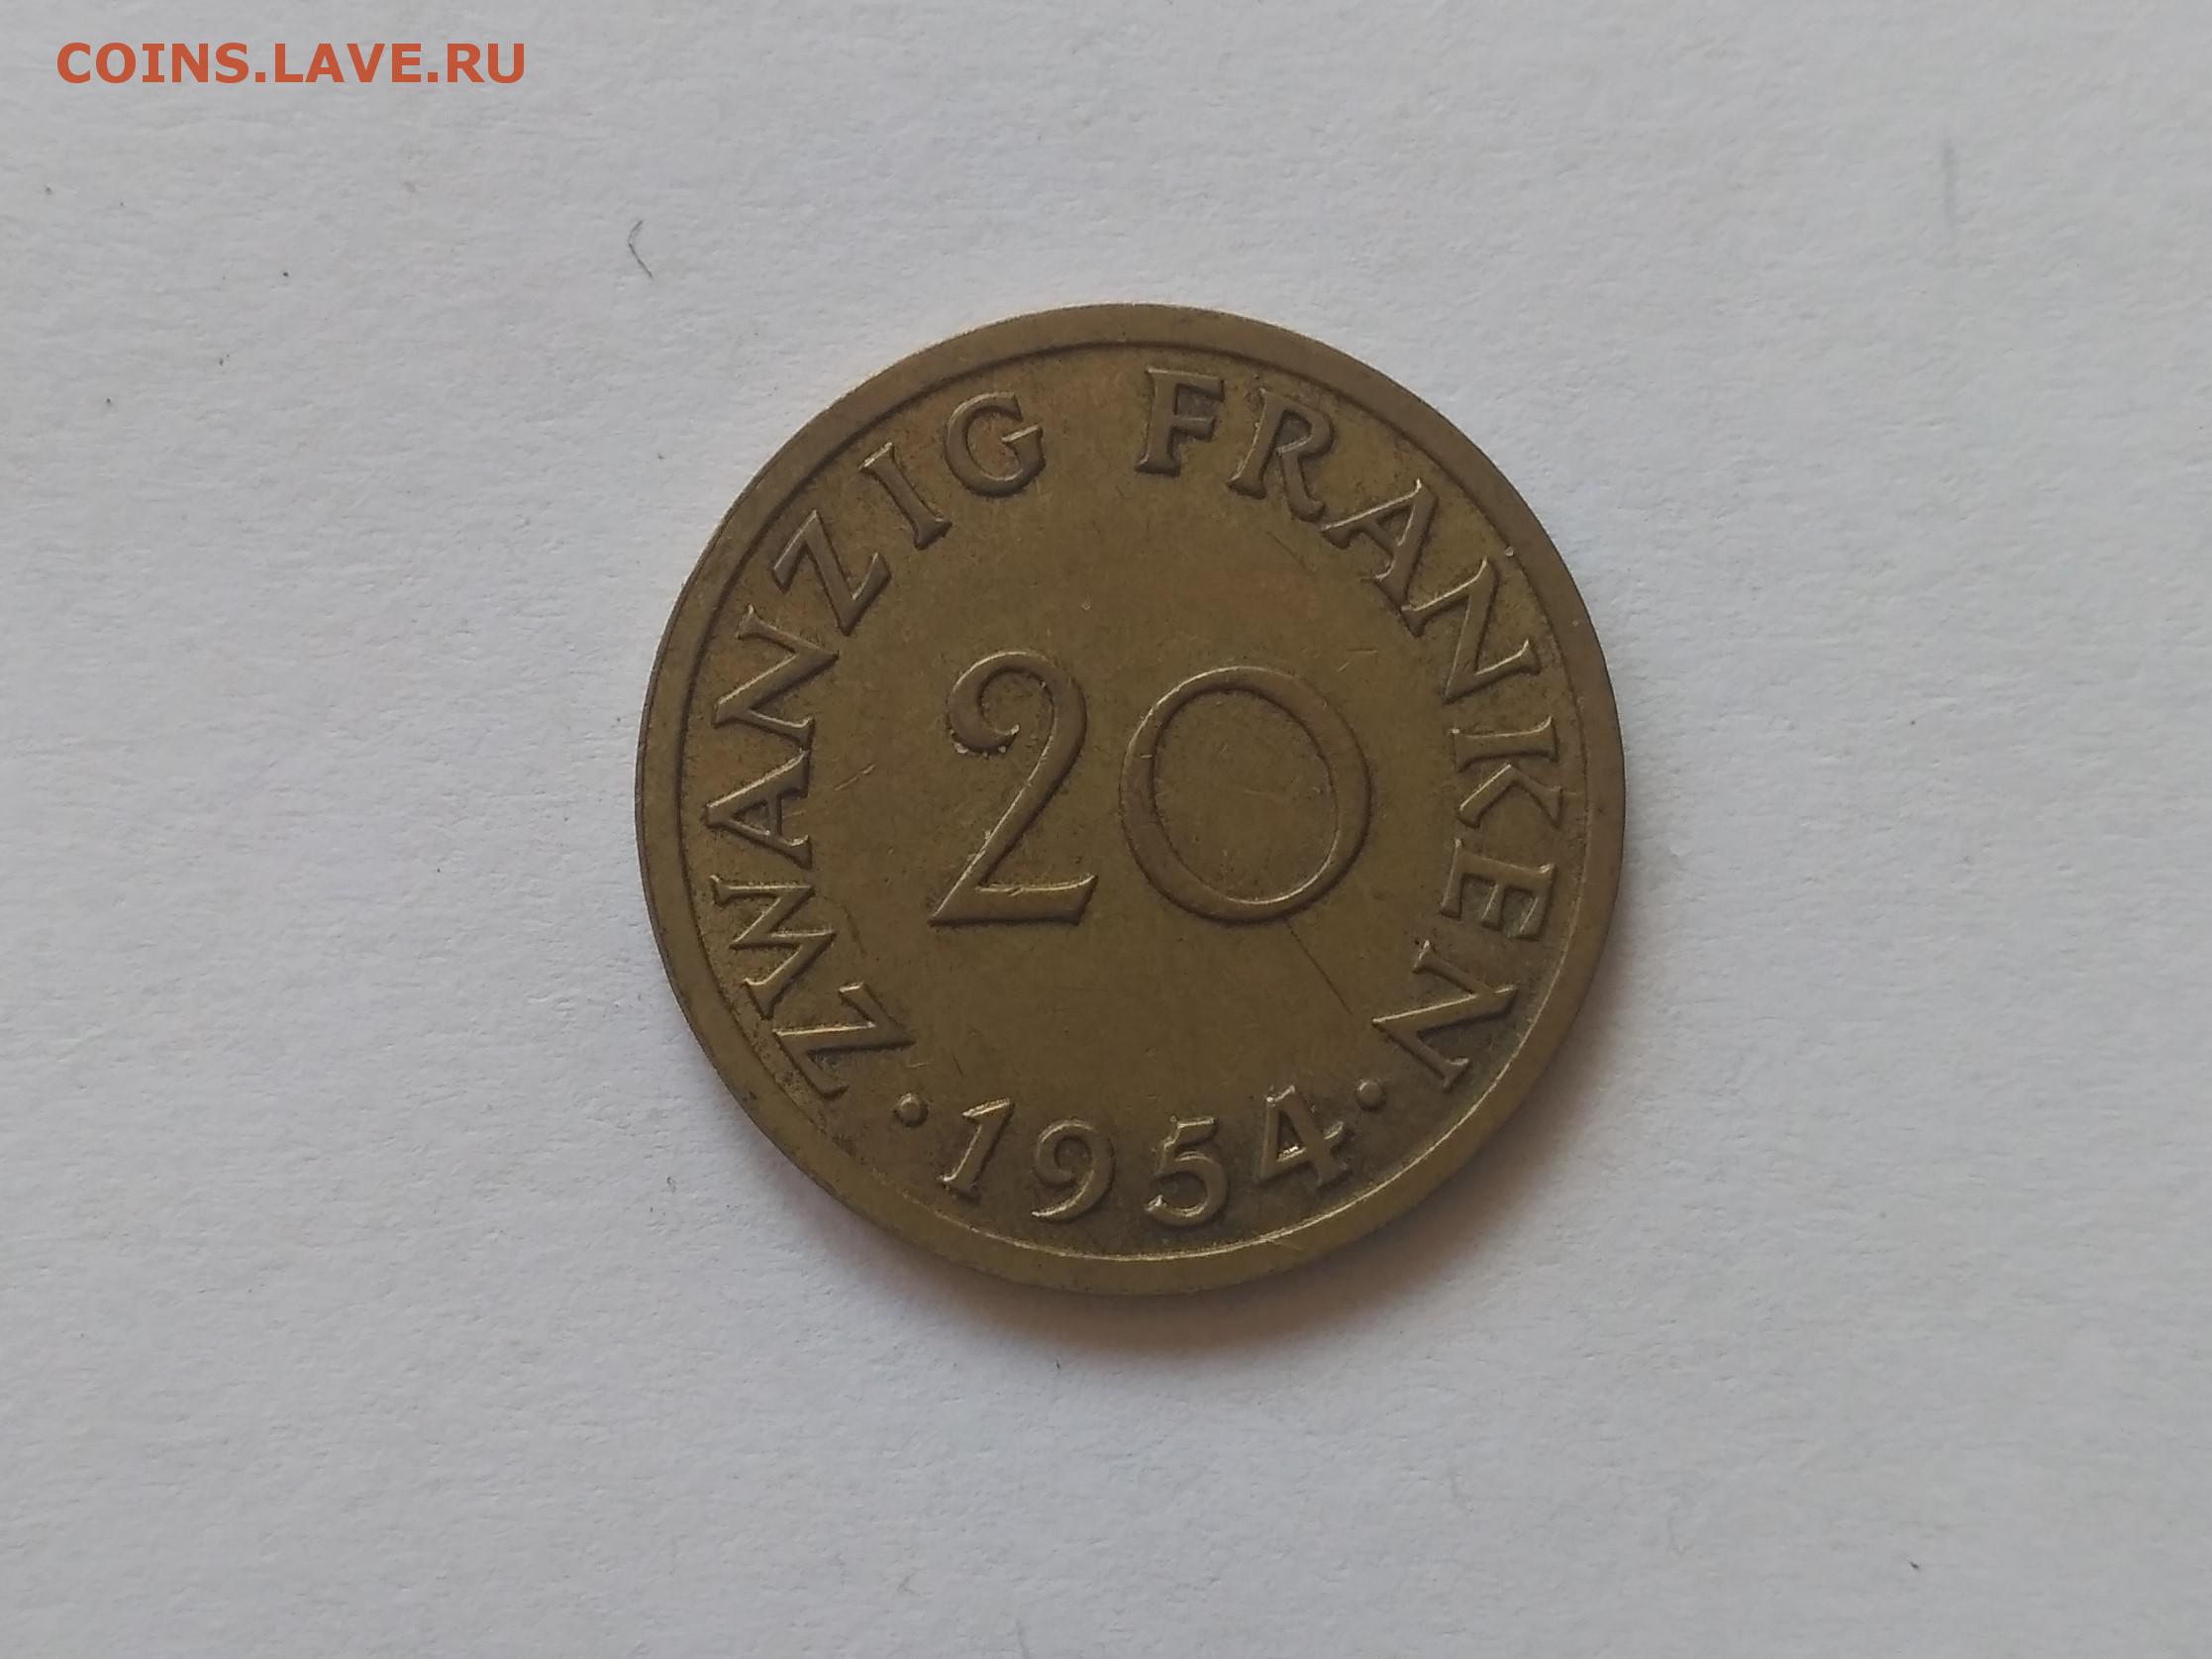 COINS.LAVE.RU
ZWANZIG FRANKEN
20
· 1954 ·